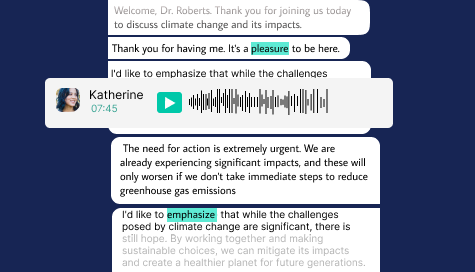 Welcome, Dr. Roberts. Thank you for joining us today
to discuss climate change and its impacts.
Thank you for having me. It's a pleasure to be here.
I'd like to emphasize that while the challenges
Katherine
07:45
The need for action is extremely urgent. We are
already experiencing significant impacts, and these will
only worsen if we don't take immediate steps to reduce
greenhouse gas emissions
I'd like to emphasize that while the challenges
posed by climate change are significant, there is
still hope. By working together and making
sustainable choices, we can mitigate its impacts
and create a healthier planet for future generations.